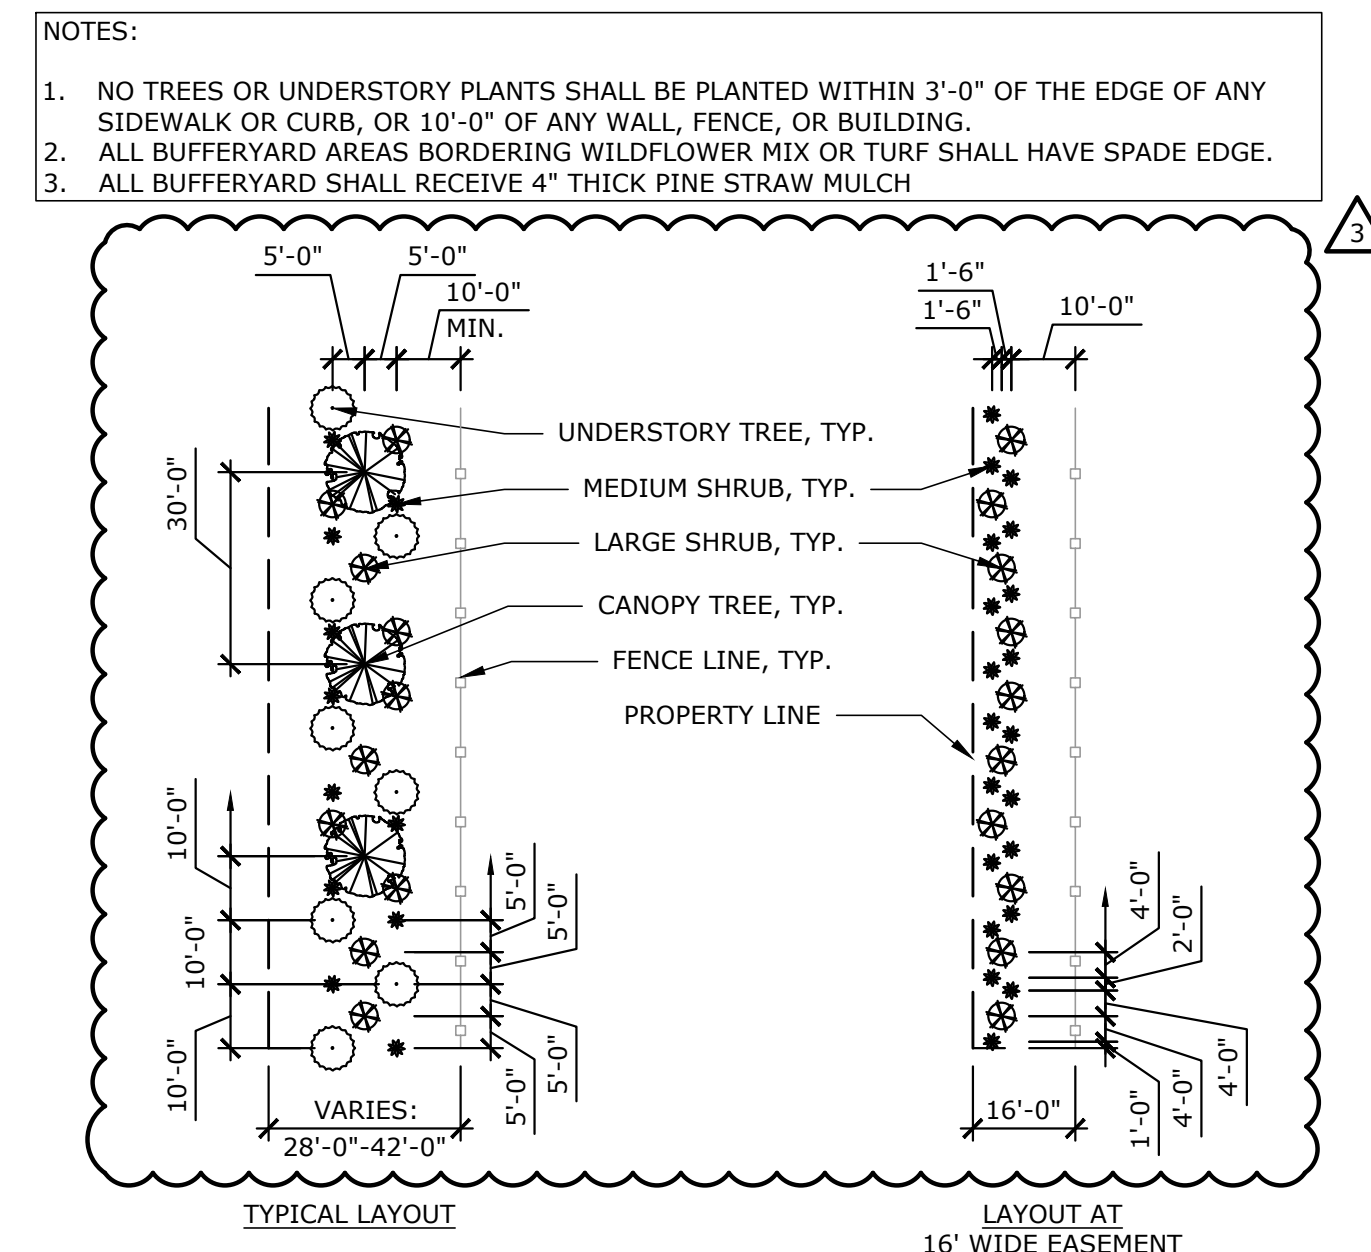 NOTES:
1. NO TREES OR UNDERSTORY PLANTS SHALL BE PLANTED WITHIN 3'-0" OF THE EDGE OF ANY
SIDEWALK OR CURB, OR 10'-0" OF ANY WALL, FENCE, OR BUILDING.
2. ALL BUFFERYARD AREAS BORDERING WILDFLOWER MIX OR TURF SHALL HAVE SPADE EDGE.
3. ALL BUFFERYARD SHALL RECEIVE 4" THICK PINE STRAW MULCH
3
5'-0"
5'-0"
10'-0"
MIN.
1'-6"
1'-6"
10'-0"
UNDERSTORY TREE, TYP.
MEDIUM SHRUB, TYP.
LARGE SHRUB, TYP.
CANOPY TREE, TYP.
FENCE LINE, TYP.
PROPERTY LINE
30'-0"
10'-0"
10'-0"
10'-0"
5'-0"
5'-0"
5'-0"
5'-0"
4'-0"
2'-0"
4'-0"
4'-0"
1'-0"
VARIES:
28'-0"-42'-0"
16'-0"
TYPICAL LAYOUT
LAYOUT AT
16' WIDE EASEMENT